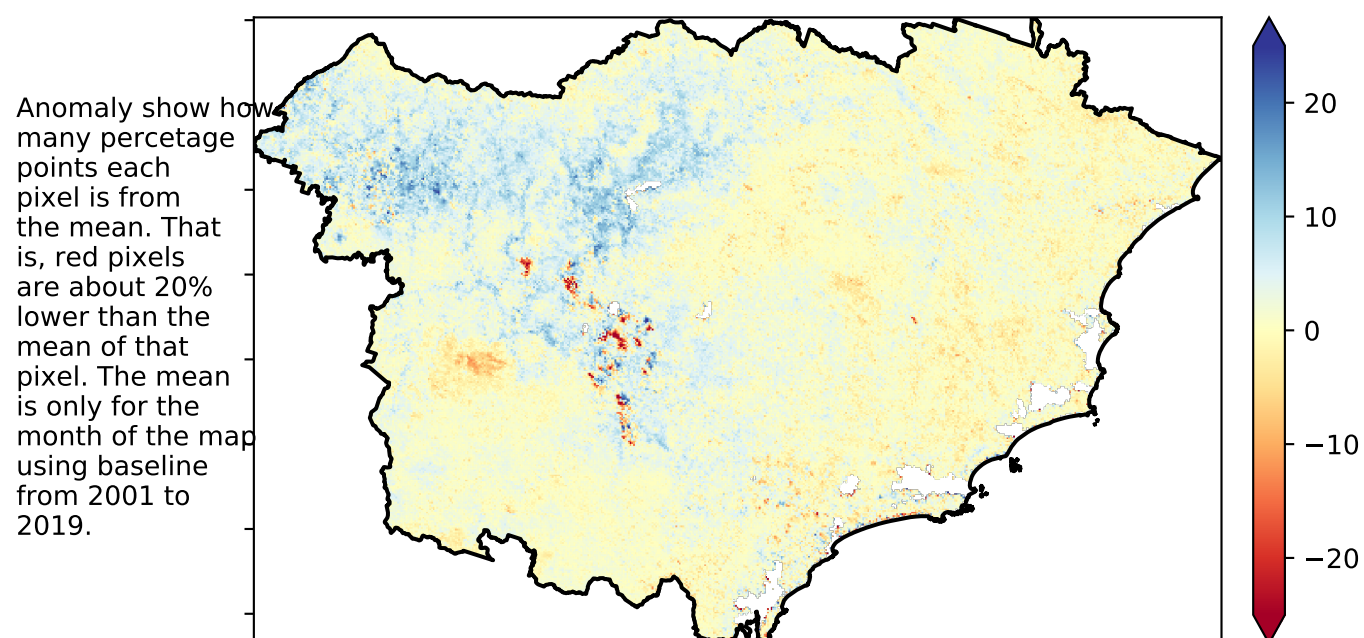 Anomaly show how
many percetage
points each
pixel is from
the mean. That
is, red pixels
are about 20%
lower than the
mean of that
pixel. The mean
is only for the
month of the map
using baseline
from 2001 to
2019.
20
10
0
−10
−20